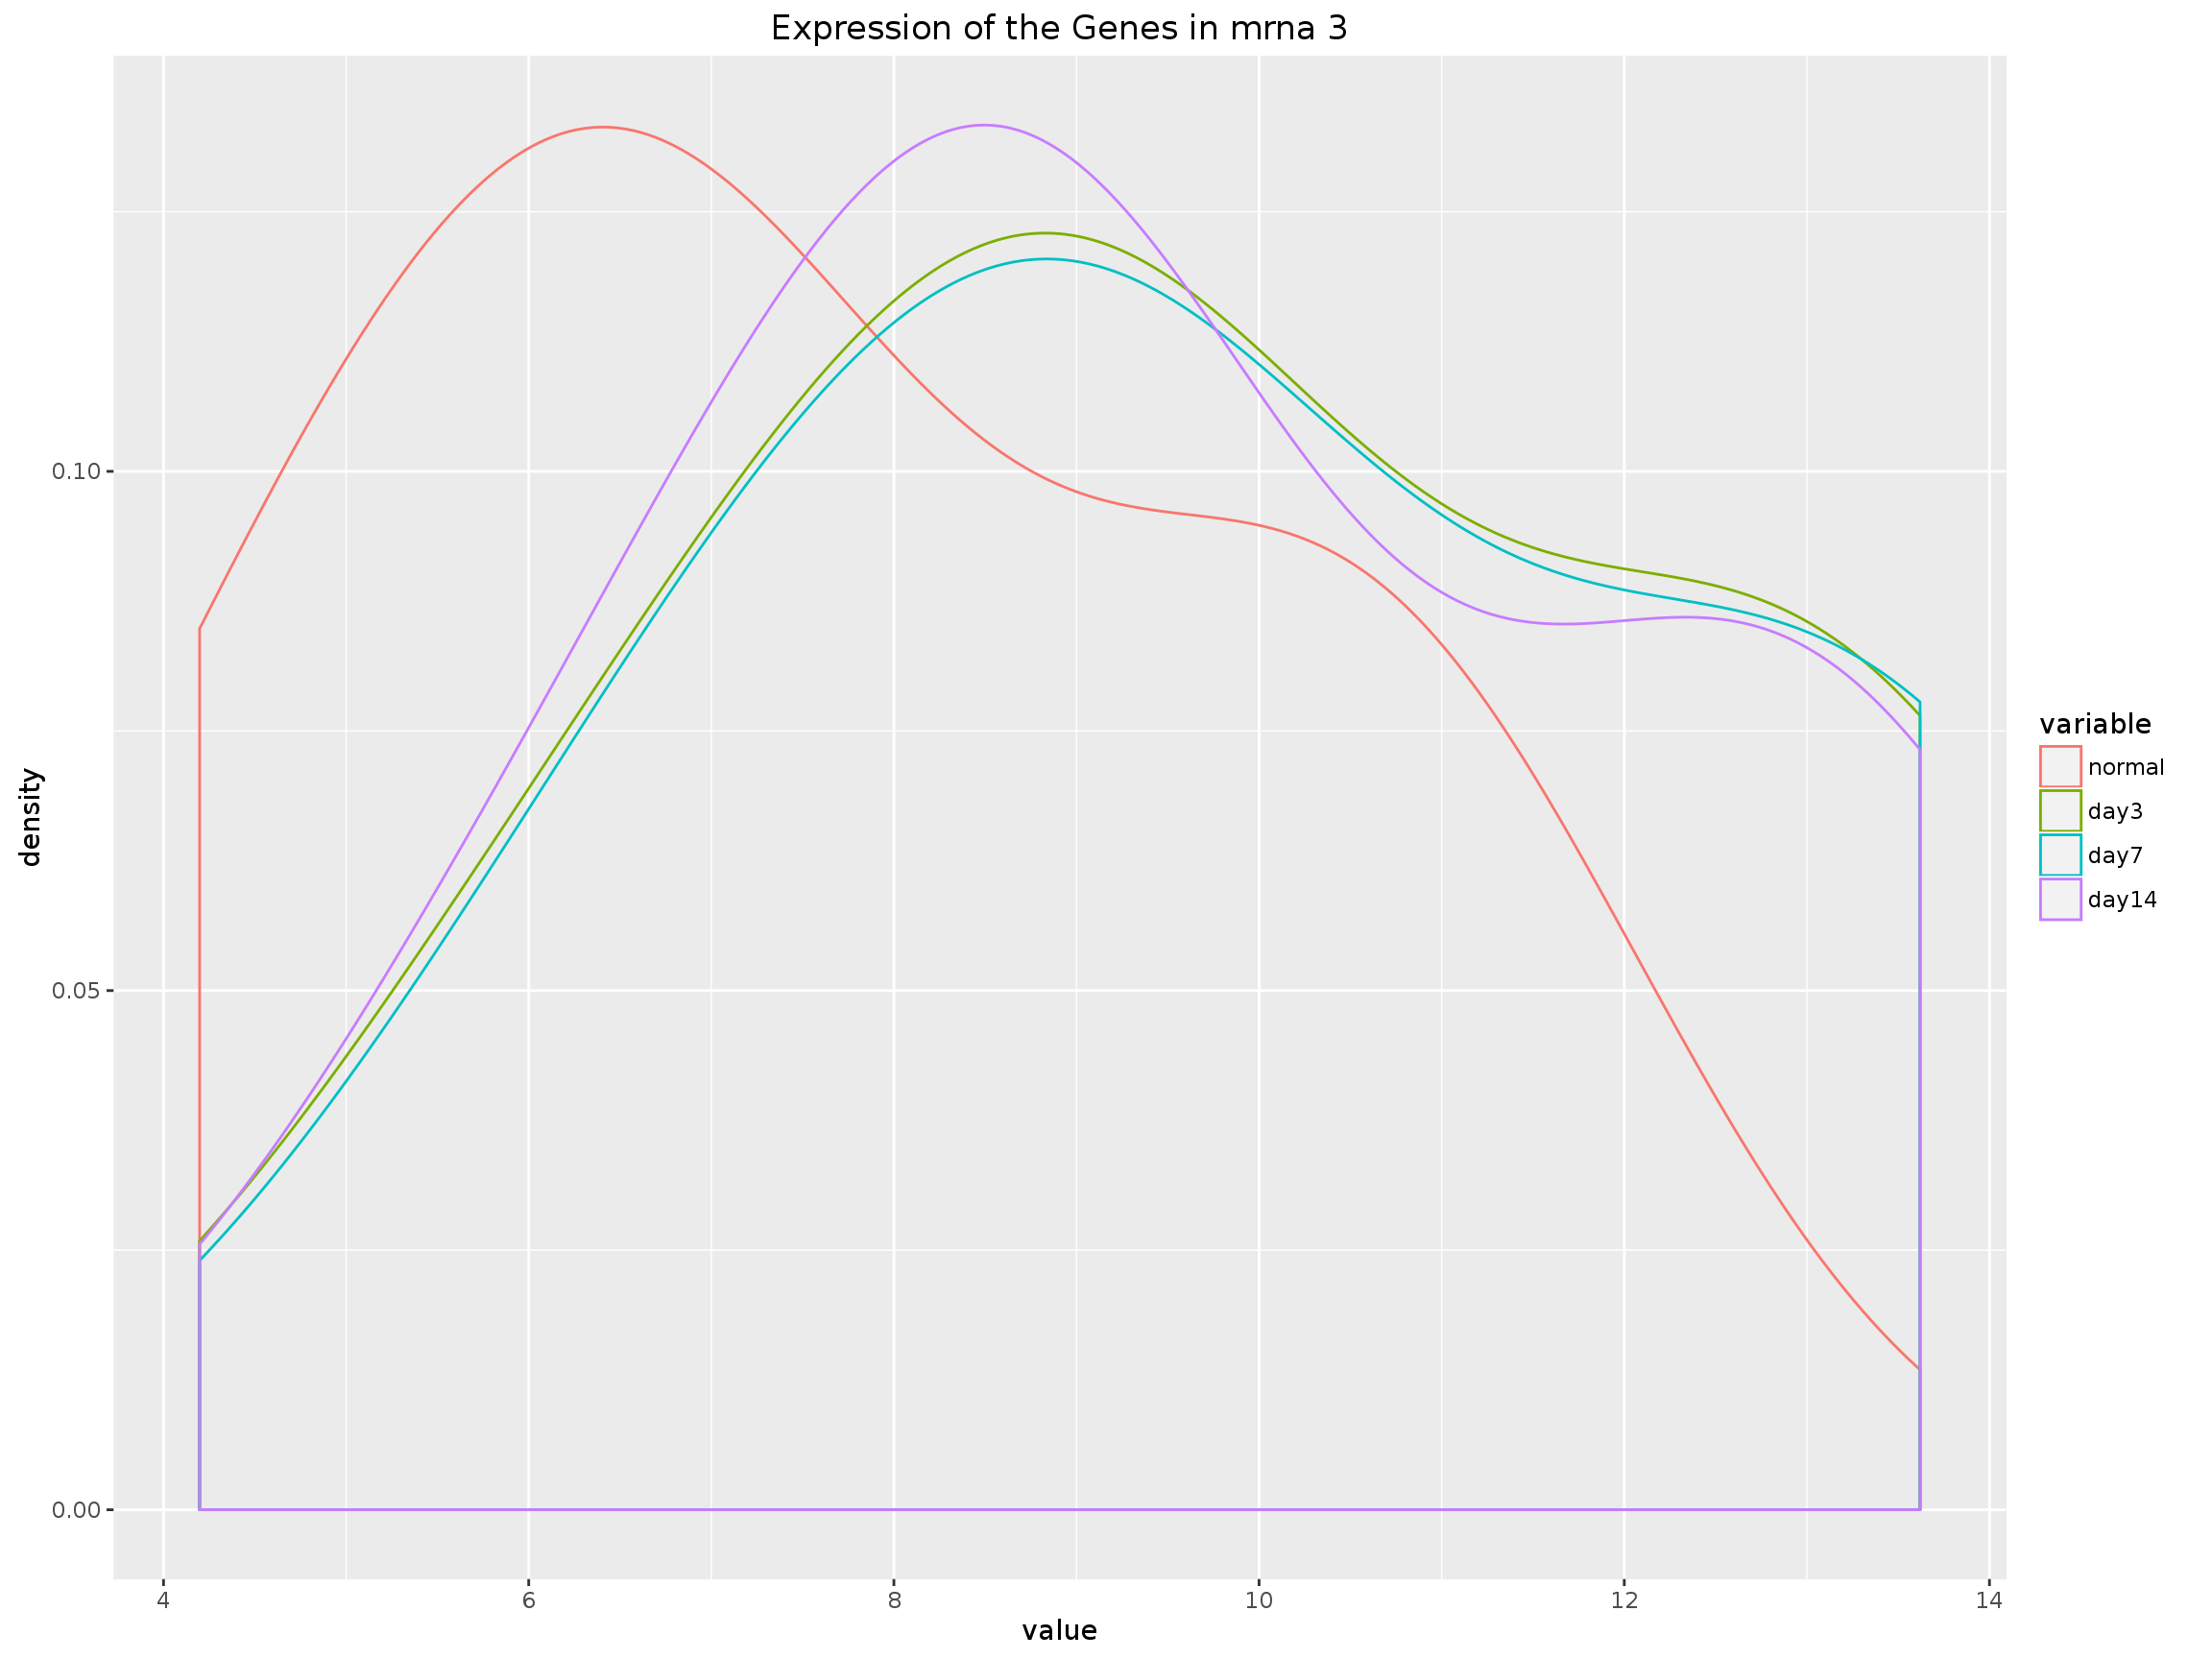 Expression of the Genes in mrna 3
density
0.10
0.05
0.00
4 6 8 10 12 14
value
variable
normal
day3
day7
day14